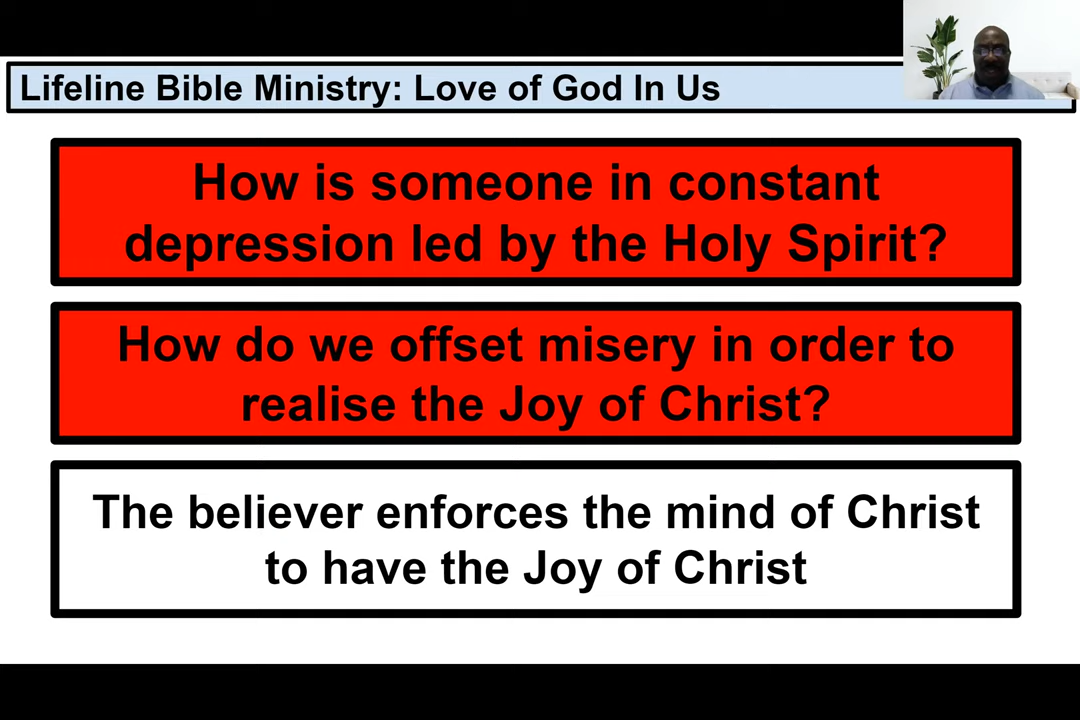 Lifeline Bible Ministry: Love of God In Us
How is someone in constant
depression led by the Holy Spirit?
How do we offset misery in order to
realise the Joy of Christ?
The believer enforces the mind of Christ
to have the Joy of Christ